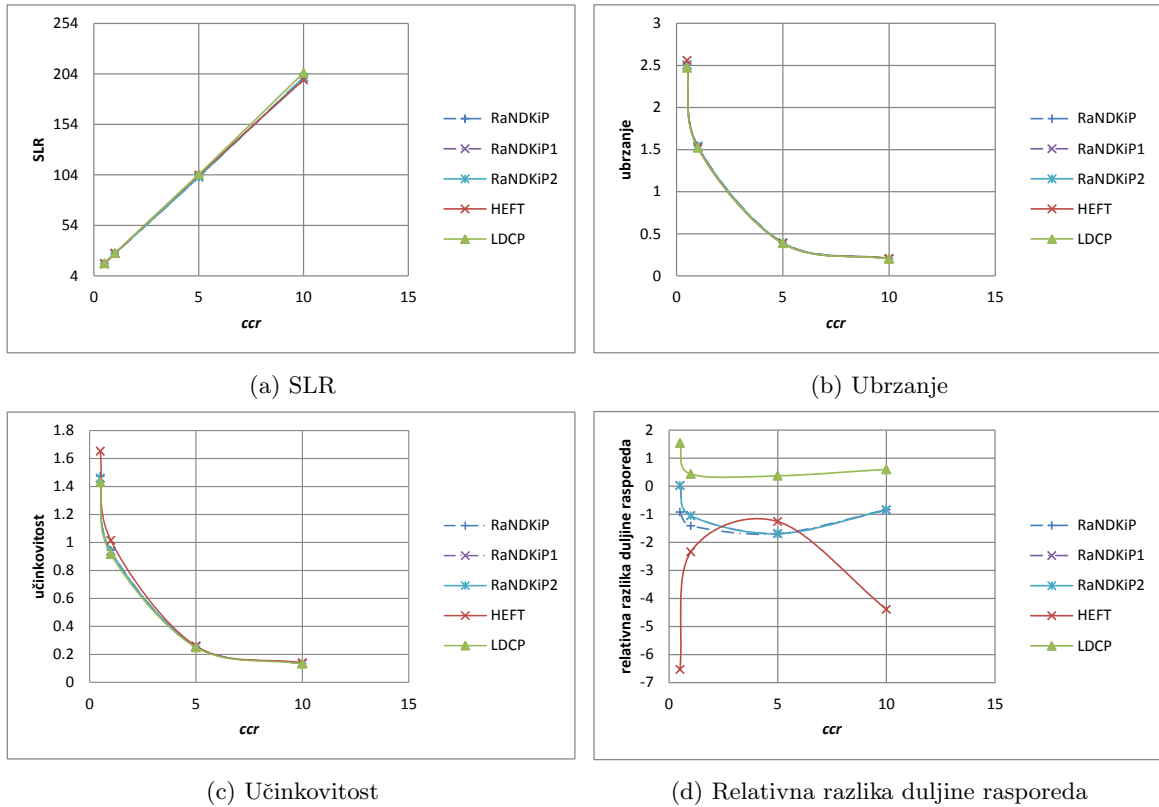 254
204
154
104
54
4
SLR
0
5
10
15
ccr
RaNDKiP
RaNDKiP1
RaNDKiP2
HEFT
LDCP
(a) SLR
3
2.5
2
1.5
1
0.5
0
ubrzanje
0
5
10
15
ccr
RaNDKiP
RaNDKiP1
RaNDKiP2
HEFT
LDCP
(b) Ubrzanje
1.8
1.6
1.4
1.2
1.0
0.8
0.6
0.4
0.2
0
učinkovitost
0
5
10
15
ccr
RaNDKiP
RaNDKiP1
RaNDKiP2
HEFT
LDCP
(c) Učinkovitost
2
1
0
-1
-2
-3
-4
-5
-6
-7
relativna razlika duljine rasporeda
0
5
10
15
ccr
RaNDKiP
RaNDKiP1
RaNDKiP2
HEFT
LDCP
(d) Relativna razlika duljine rasporeda